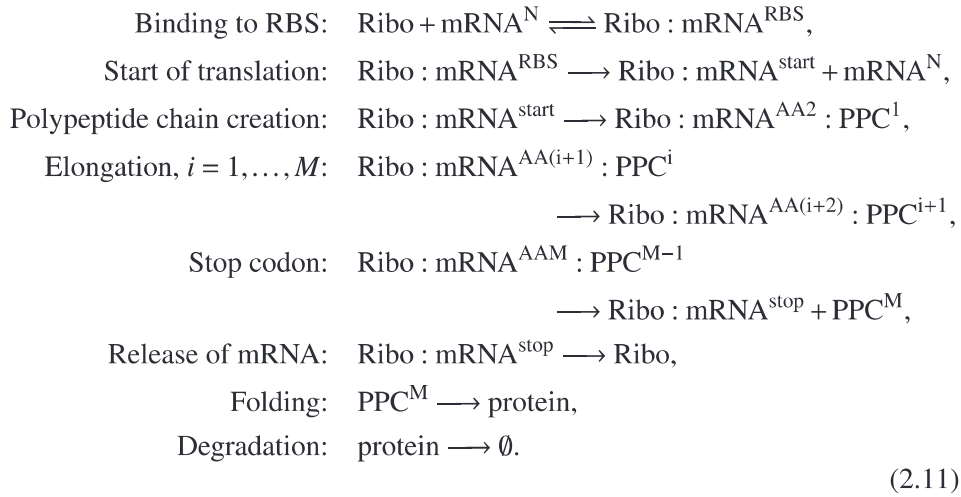 Binding to RBS: Ribo + mRNA^N ⇌ Ribo : mRNA^RBS,
Start of translation: Ribo : mRNA^RBS ⟶ Ribo : mRNA^start + mRNA^N,
Polypeptide chain creation: Ribo : mRNA^start ⟶ Ribo : mRNA^AA2 : PPC^1,
Elongation, i = 1,…,M: Ribo : mRNA^AA(i+1) : PPC^i
⟶ Ribo : mRNA^AA(i+2) : PPC^i+1,
Stop codon: Ribo : mRNA^AAM : PPC^M−1
⟶ Ribo : mRNA^stop + PPC^M,
Release of mRNA: Ribo : mRNA^stop ⟶ Ribo,
Folding: PPC^M ⟶ protein,
Degradation: protein ⟶ ∅.
(2.11)